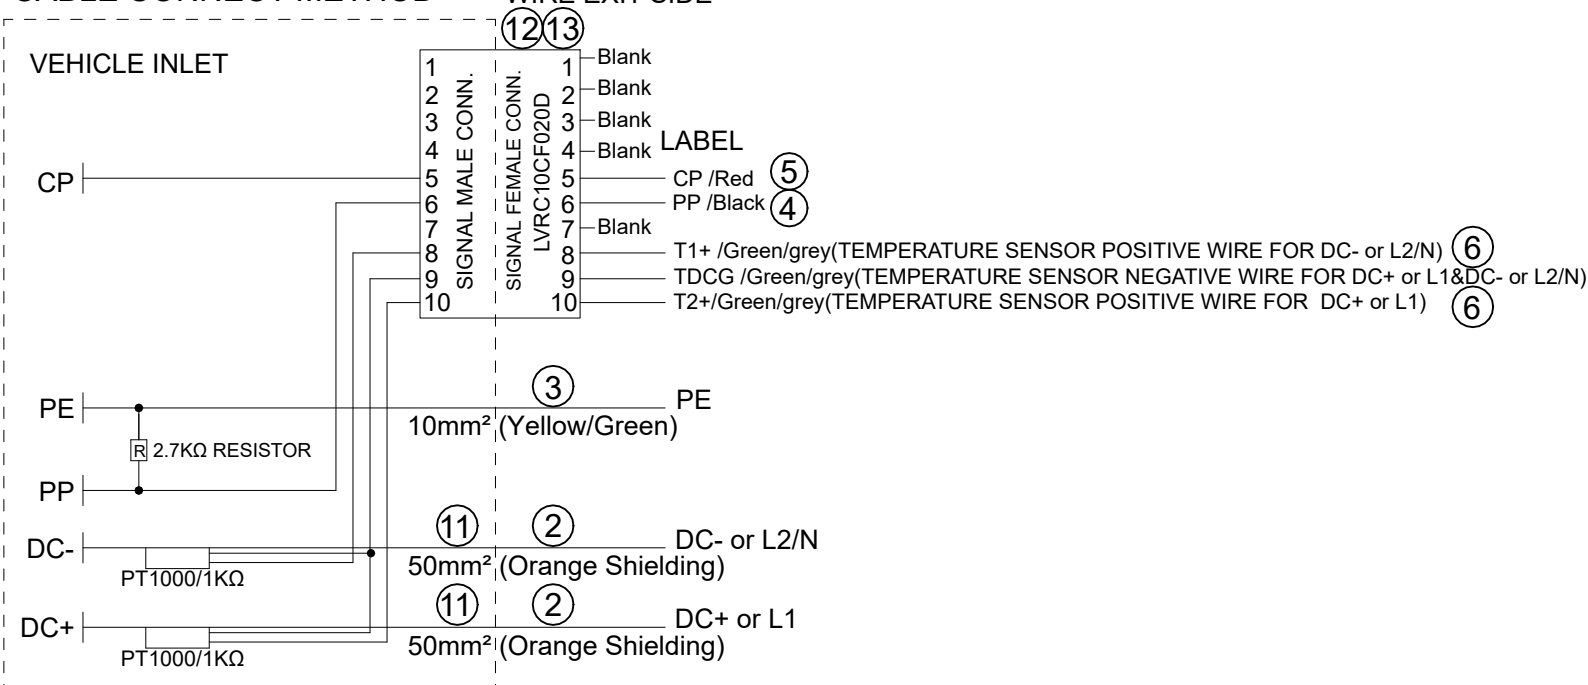 VEHICLE INLET
12 13
1 SIGNAL MALE CONN. SIGNAL FEMALE CONN. LVRC10CF020D 1 Blank
2 2 Blank
3 3 Blank
4 4 Blank LABEL
CP 5 5 CP /Red 5
6 6 PP /Black 4
7 7 Blank
8 8 T1+ /Green/grey(TEMPERATURE SENSOR POSITIVE WIRE FOR DC- or L2/N) 6
9 9 TDCG /Green/grey(TEMPERATURE SENSOR NEGATIVE WIRE FOR DC+ or L1&DC- or L2/N)
10 10 T2+/Green/grey(TEMPERATURE SENSOR POSITIVE WIRE FOR DC+ or L1) 6
3
PE PE
10mm² (Yellow/Green)
R 2.7KΩ RESISTOR
PP
11 2
DC- DC- or L2/N
50mm² (Orange Shielding)
PT1000/1KΩ
11 2
DC+ DC+ or L1
50mm² (Orange Shielding)
PT1000/1KΩ